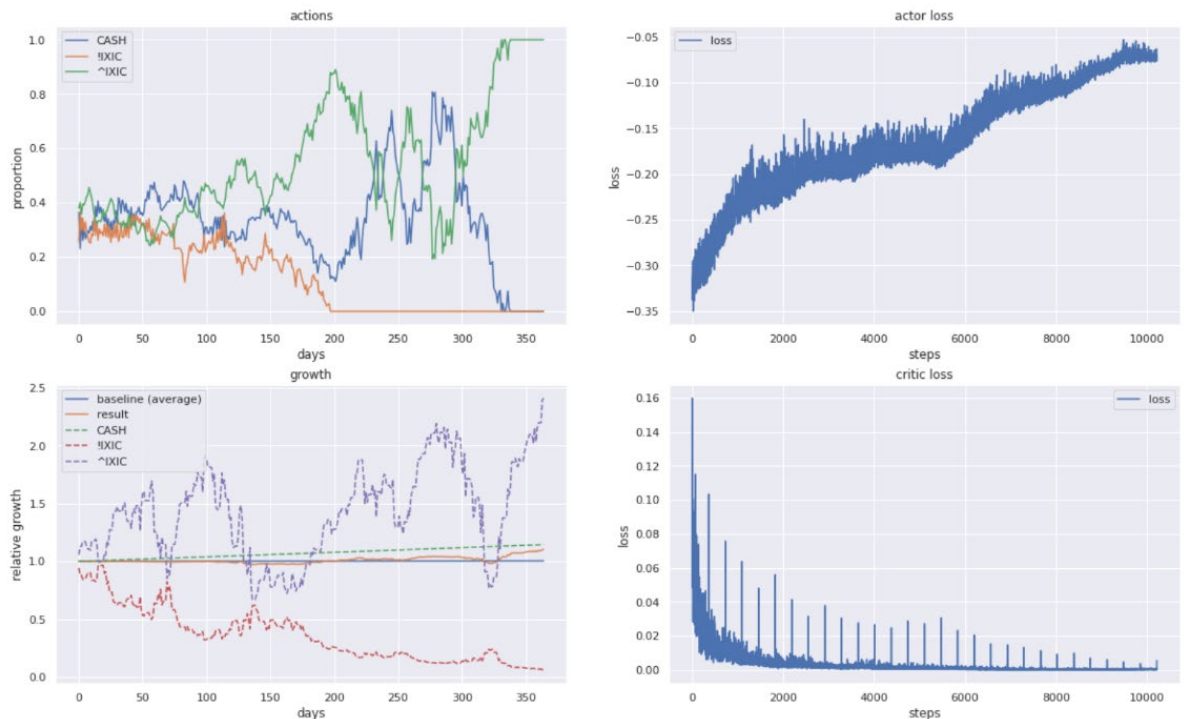 actions
CASH
!IXIC
^IXIC
1.0
0.8
0.6
0.4
0.2
0.0
proportion
0
50
100
150
200
250
300
350
days
actor loss
loss
-0.05
-0.10
-0.15
-0.20
-0.25
-0.30
-0.35
loss
0
2000
4000
6000
8000
10000
steps
growth
baseline (average)
result
CASH
!IXIC
^IXIC
2.5
2.0
1.5
1.0
0.5
0.0
relative growth
0
50
100
150
200
250
300
350
days
critic loss
loss
0.16
0.14
0.12
0.10
0.08
0.06
0.04
0.02
0.00
loss
0
2000
4000
6000
8000
10000
steps